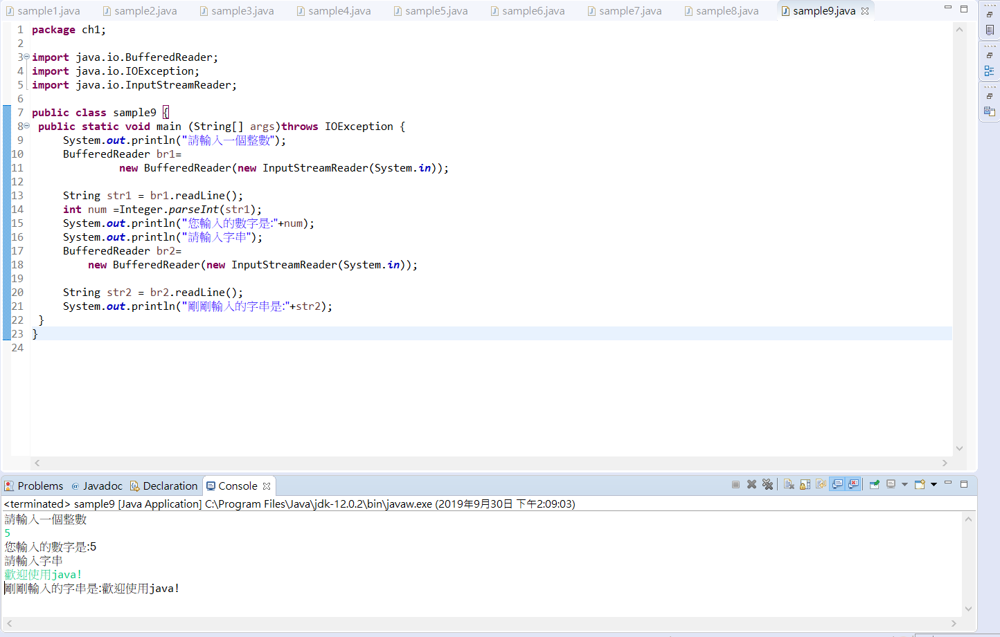 sample1.java sample2.java sample3.java sample4.java sample5.java sample6.java sample7.java sample8.java sample9.java
1 package ch1;
2
3 import java.io.BufferedReader;
4 import java.io.IOException;
5 import java.io.InputStreamReader;
6
7 public class sample9 {
8 public static void main (String[] args)throws IOException {
9 System.out.println("請輸入一個整數");
10 BufferedReader br1=
11 new BufferedReader(new InputStreamReader(System.in));
12
13 String str1 = br1.readLine();
14 int num =Integer.parseInt(str1);
15 System.out.println("您輸入的數字是:"+num);
16 System.out.println("請輸入字串");
17 BufferedReader br2=
18 new BufferedReader(new InputStreamReader(System.in));
19
20 String str2 = br2.readLine();
21 System.out.println("剛剛輸入的字串是:"+str2);
22 }
23 }
24
Problems @ Javadoc Declaration Console
<terminated> sample9 [Java Application] C:\Program Files\Java\jdk-12.0.2\bin\javaw.exe (2019年9月30日 下午2:09:03)
請輸入一個整數
5
您輸入的數字是:5
請輸入字串
歡迎使用java!
剛剛輸入的字串是:歡迎使用java!